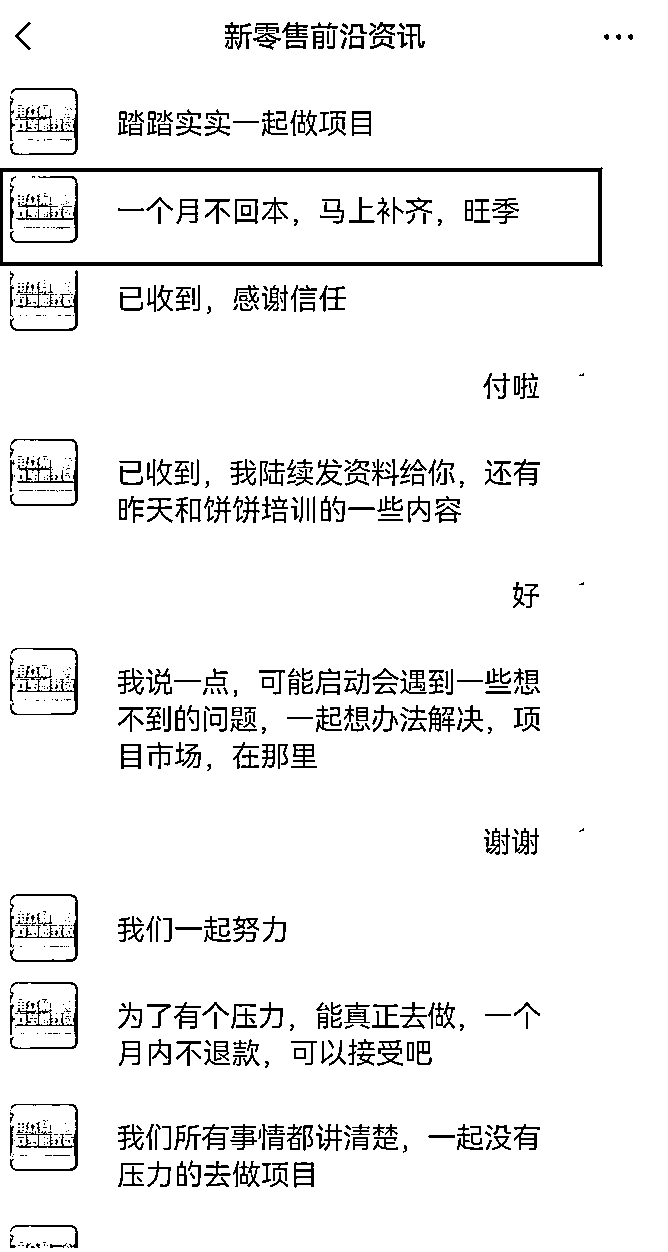 新零售前沿资讯
踏踏实实一起做项目
一个月不回本，马上补齐，旺季
已收到，感谢信任
付啦
已收到，我陆续发资料给你，还有
昨天和饼饼培训的一些内容
好
我说一点，可能启动会遇到一些想
不到的问题，一起想办法解决，项
目市场，在那里
谢谢
我们一起努力
为了有个压力，能真正去做，一个
月内不退款，可以接受吧
我们所有事情都讲清楚，一起没有
压力的去做项目